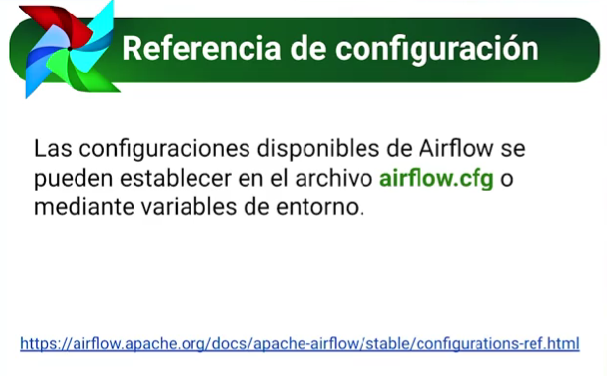 Referencia de configuración
Las configuraciones disponibles de Airflow se
pueden establecer en el archivo airflow.cfg o
mediante variables de entorno.
https://airflow.apache.org/docs/apache-airflow/stable/configurations-ref.html